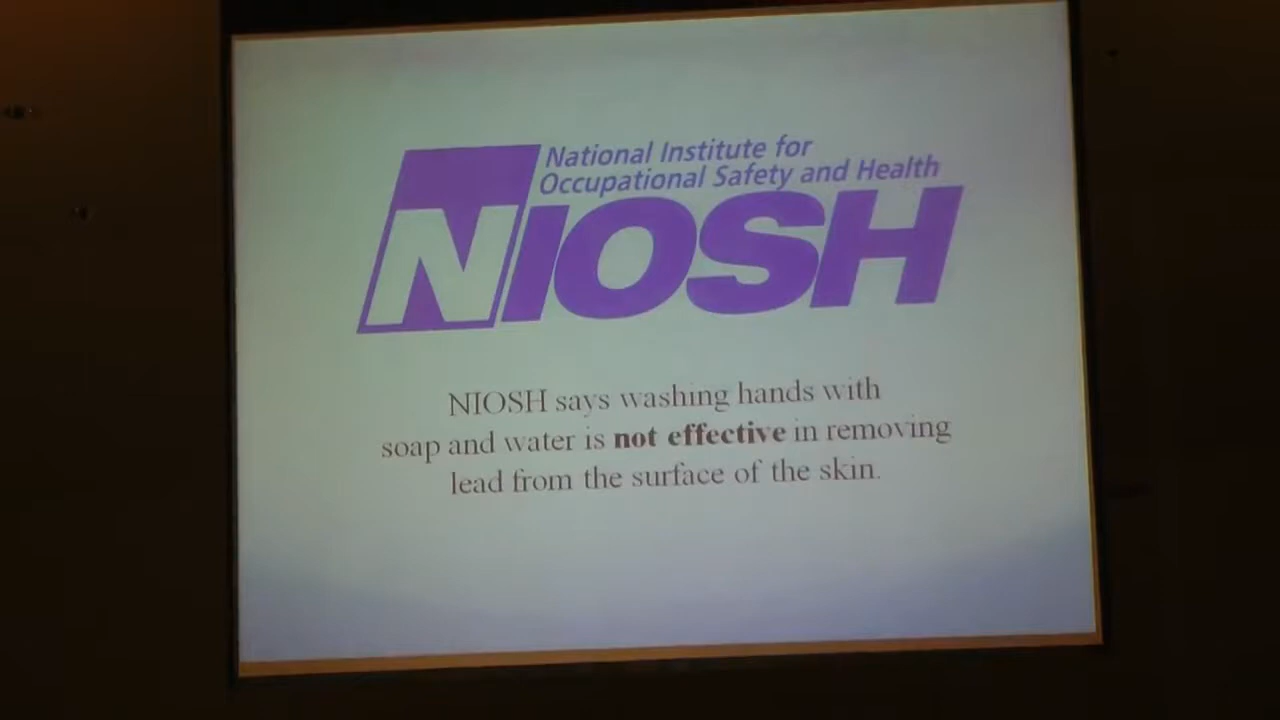 National Institute for
Occupational Safety and Health
NIOSH
NIOSH says washing hands with
soap and water is not effective in removing
lead from the surface of the skin.